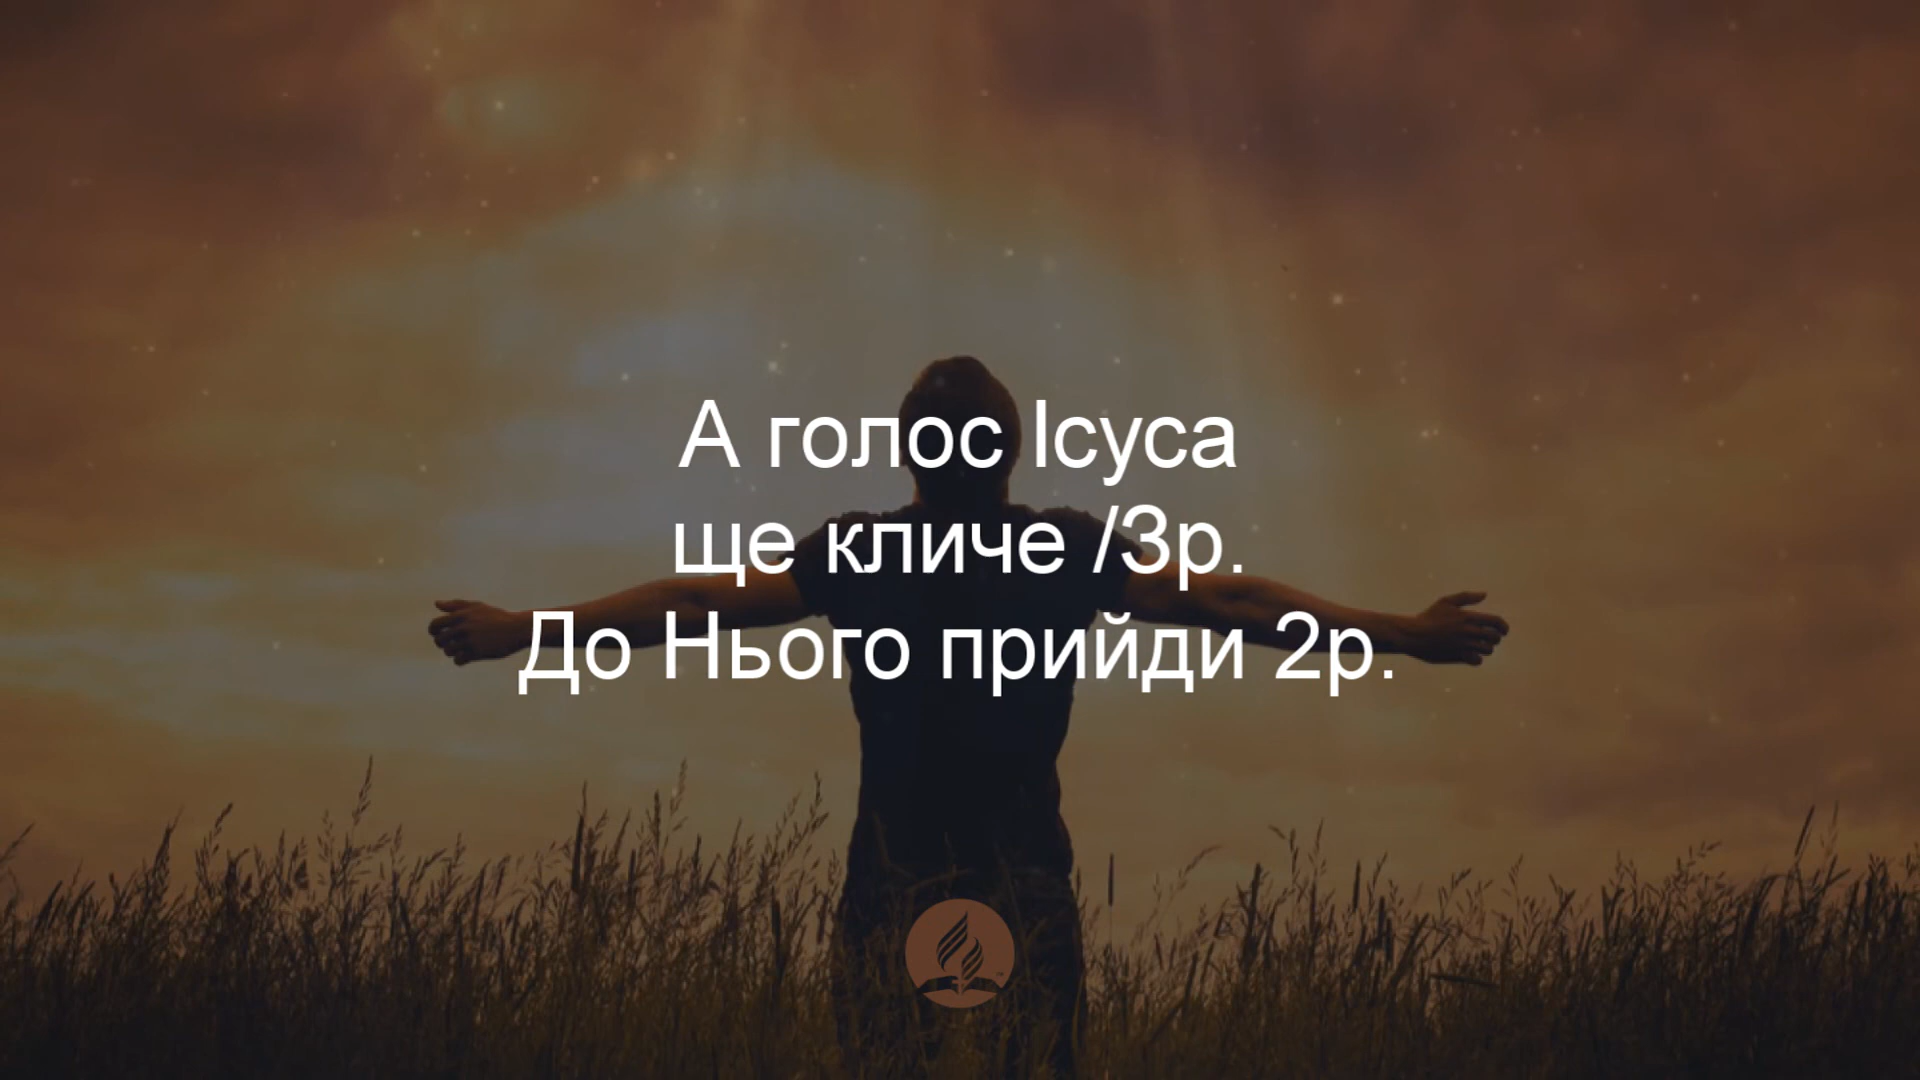 А голос Ісуса
ще кличе /3р.
До Нього прийди 2р.